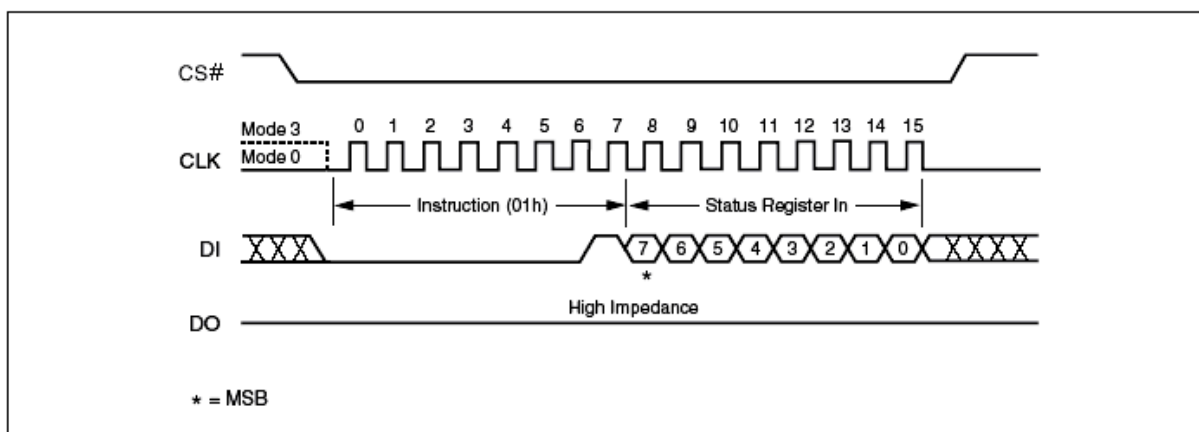 CS#
Mode 3
0 1 2 3 4 5 6 7 8 9 10 11 12 13 14 15
CLK
Mode 0
Instruction (01h)
Status Register In
DI
7 6 5 4 3 2 1 0
*
High Impedance
DO
* = MSB